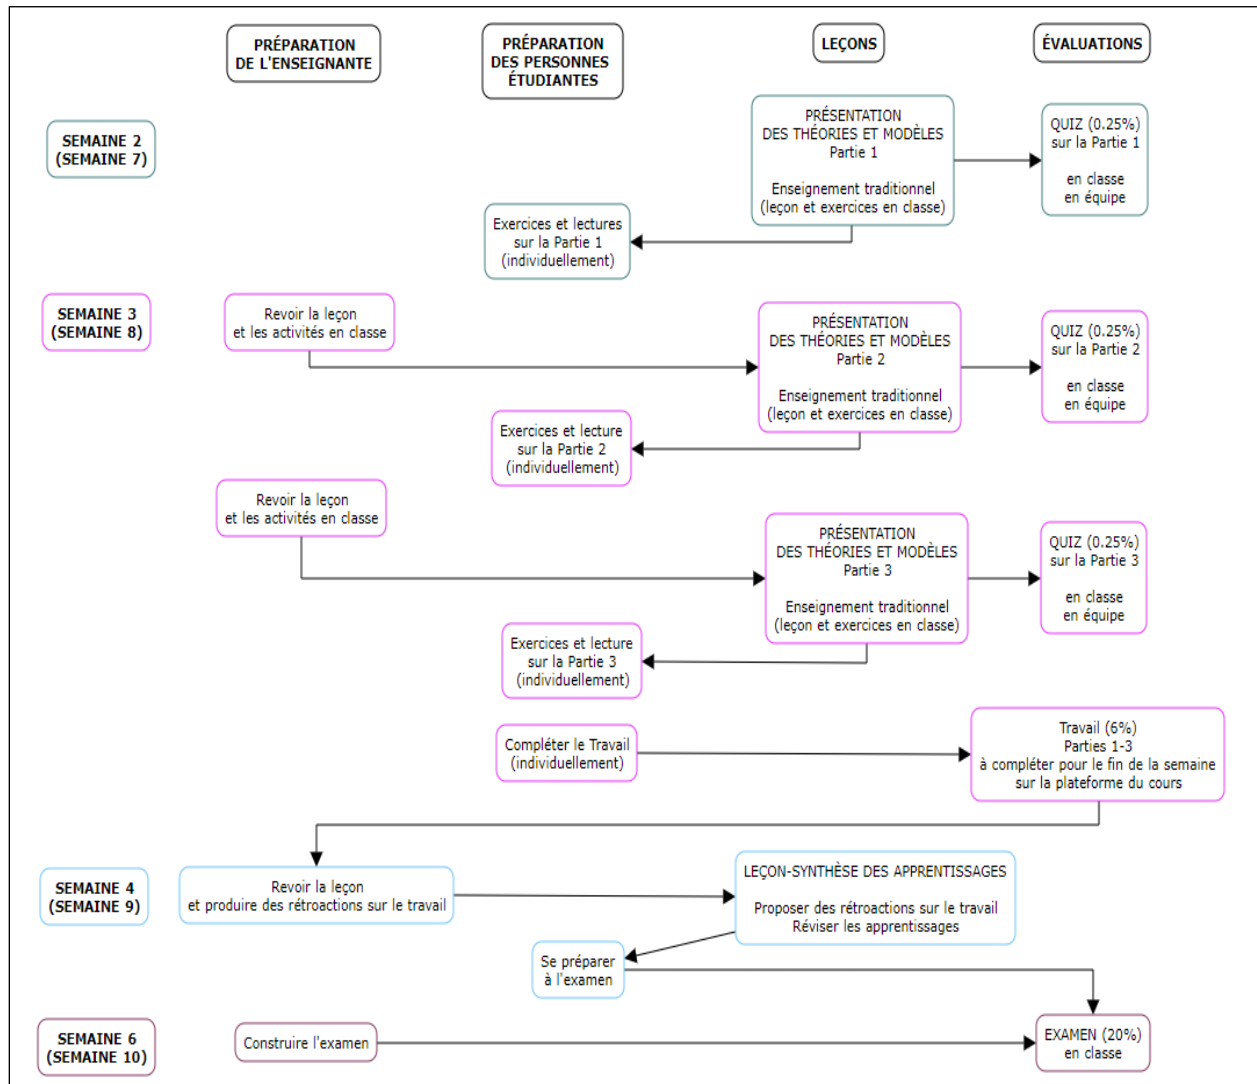 PRÉPARATION
DE L'ENSEIGNANTE
PRÉPARATION
DES PERSONNES
ÉTUDIANTES
LEÇONS
ÉVALUATIONS
SEMAINE 2
(SEMAINE 7)
PRÉSENTATION
DES THÉORIES ET MODÈLES
Partie 1
Enseignement traditionnel
(leçon et exercices en classe)
QUIZ (0.25%)
sur la Partie 1
en classe
en équipe
Exercices et lectures
sur la Partie 1
(individuellement)
SEMAINE 3
(SEMAINE 8)
Revoir la leçon
et les activités en classe
PRÉSENTATION
DES THÉORIES ET MODÈLES
Partie 2
Enseignement traditionnel
(leçon et exercices en classe)
QUIZ (0.25%)
sur la Partie 2
en classe
en équipe
Exercices et lecture
sur la Partie 2
(individuellement)
Revoir la leçon
et les activités en classe
PRÉSENTATION
DES THÉORIES ET MODÈLES
Partie 3
Enseignement traditionnel
(leçon et exercices en classe)
QUIZ (0.25%)
sur la Partie 3
en classe
en équipe
Exercices et lecture
sur la Partie 3
(individuellement)
Compléter le Travail
(individuellement)
Travail (6%)
Parties 1-3
à compléter pour le fin de la semaine
sur la plateforme du cours
SEMAINE 4
(SEMAINE 9)
Revoir la leçon
et produire des rétroactions sur le travail
LEÇON-SYNTHÈSE DES APPRENTISSAGES
Proposer des rétroactions sur le travail
Réviser les apprentissages
Se préparer
à l'examen
SEMAINE 6
(SEMAINE 10)
Construire l'examen
EXAMEN (20%)
en classe